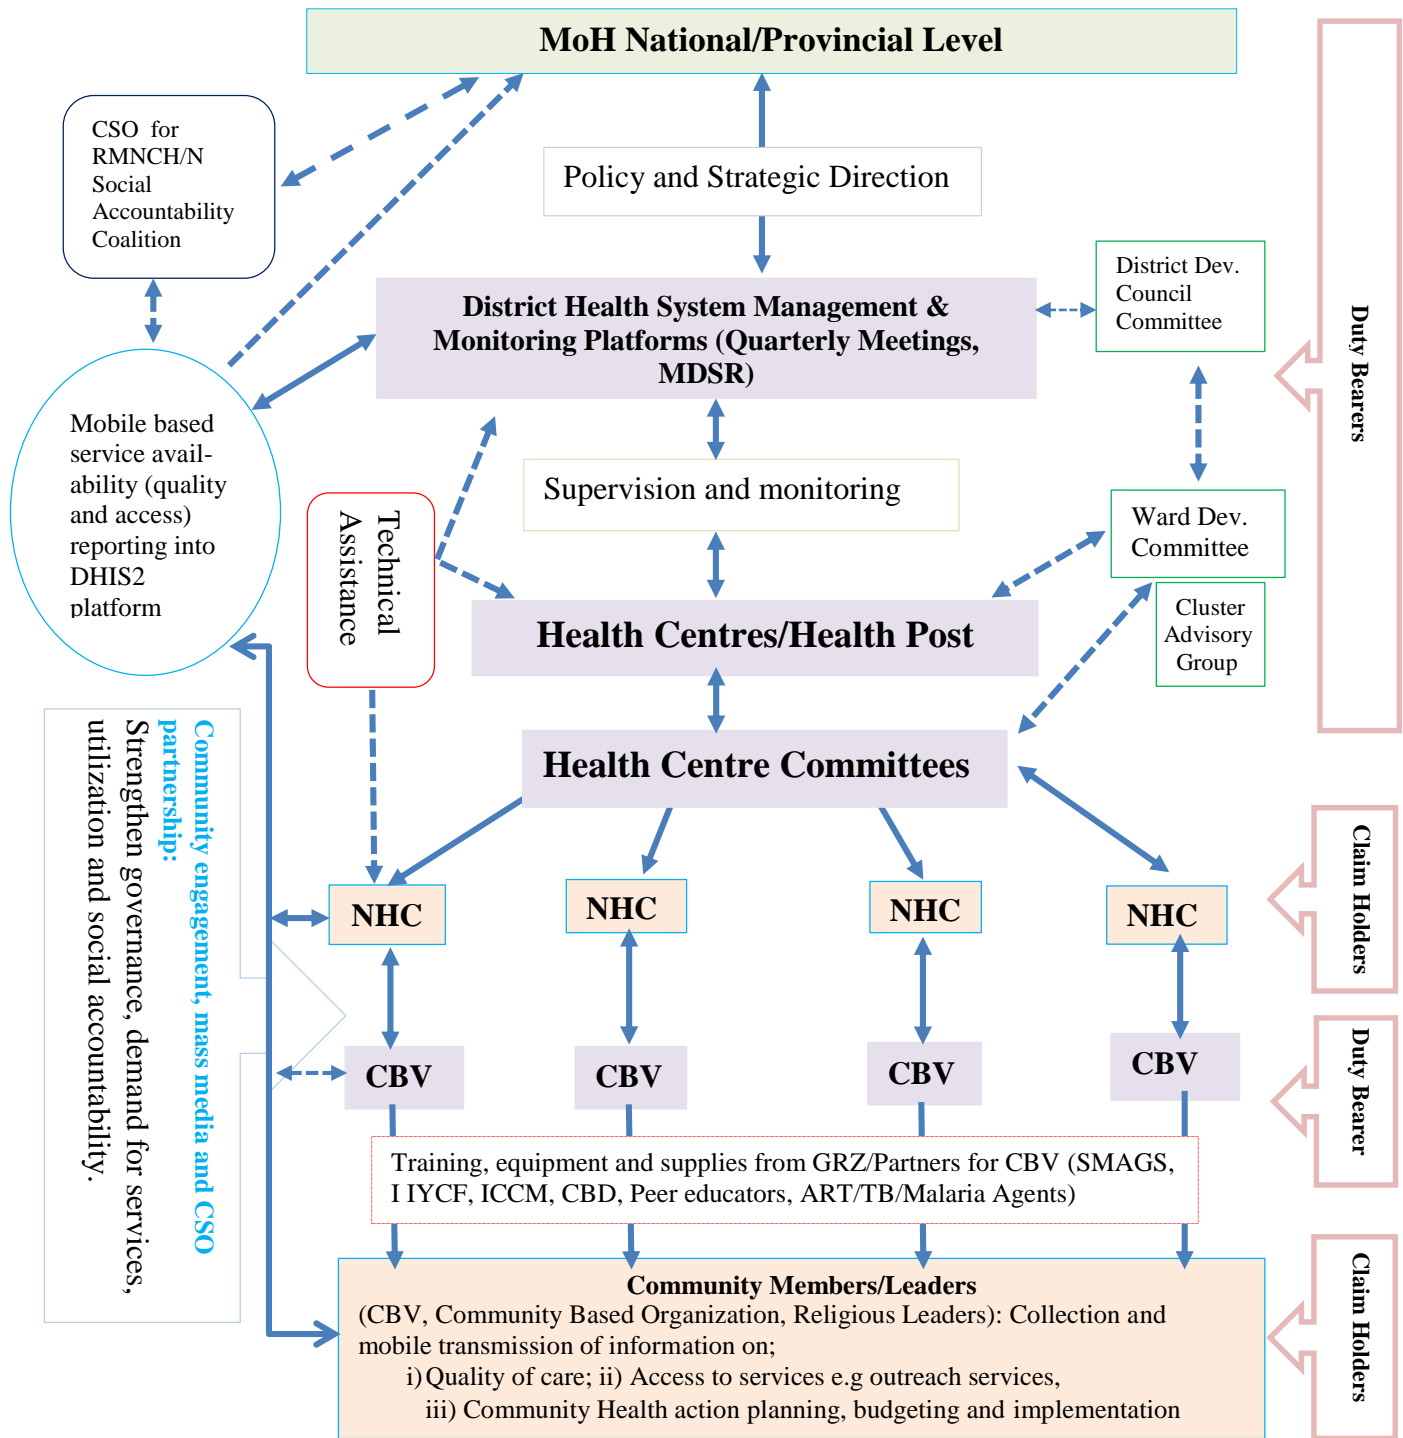 MoH National/Provincial Level
CSO for
RMNCH/N
Social
Accountability
Coalition
Policy and Strategic Direction
District Health System Management &
Monitoring Platforms (Quarterly Meetings,
MDSR)
District Dev.
Council
Committee
Duty Bearers
Mobile based
service avail-
ability (quality
and access)
reporting into
DHIS2
platform
Technical
Assistance
Supervision and monitoring
Ward Dev.
Committee
Cluster
Advisory
Group
Health Centres/Health Post
Health Centre Committees
Community engagement, mass media and CSO
partnership:
Strengthen governance, demand for services,
utilization and social accountability.
NHC
NHC
NHC
NHC
Claim Holders
CBV
CBV
CBV
CBV
Duty Bearer
Training, equipment and supplies from GRZ/Partners for CBV (SMAGS,
I IYCF, ICCM, CBD, Peer educators, ART/TB/Malaria Agents)
Community Members/Leaders
(CBV, Community Based Organization, Religious Leaders): Collection and
mobile transmission of information on;
i) Quality of care; ii) Access to services e.g outreach services,
iii) Community Health action planning, budgeting and implementation
Claim Holders